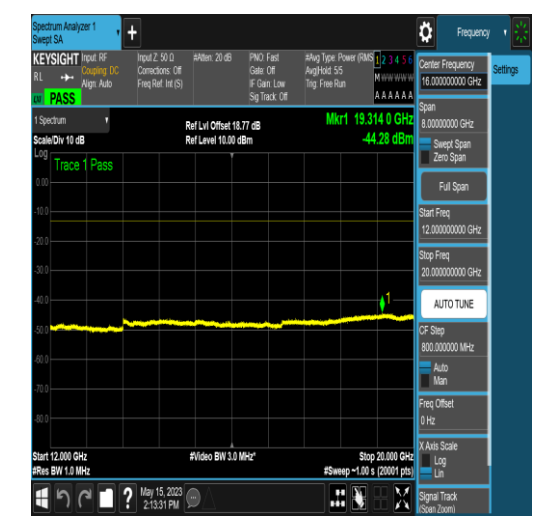 Spectrum Analyzer 1
Swept SA
Frequency
KEYSIGHT
RL
PASS
Input: RF
Coupling: DC
Align: Auto
Input Z: 50 Ω
Corrections: Off
Freq Ref: Int (S)
#Atten: 20 dB
PNO: Fast
Gate: Off
IF Gain: Low
Sig Track: Off
#Avg Type: Power (RMS
Avg|Hold: 5/5
Trig: Free Run
1 2 3 4 5 6
M W W W W W
A A A A A A
Center Frequency
16.000000000 GHz
Settings
Span
8.00000000 GHz
Swept Span
Zero Span
Full Span
Start Freq
12.000000000 GHz
Stop Freq
20.000000000 GHz
AUTO TUNE
CF Step
800.000000 MHz
Auto
Man
Freq Offset
0 Hz
X Axis Scale
Log
Lin
Signal Track
(Span Zoom)
1 Spectrum
Scale/Div 10 dB
Ref Lvl Offset 18.77 dB
Ref Level 10.00 dBm
Mkr1 19.314 0 GHz
-44.28 dBm
Log
Trace 1 Pass
0.00
-10.0
-20.0
-30.0
-40.0
-50.0
-60.0
-70.0
-80.0
1
Start 12.000 GHz
#Res BW 1.0 MHz
#Video BW 3.0 MHz*
Stop 20.000 GHz
#Sweep ~1.00 s (20001 pts)
?
May 15, 2023
2:13:31 PM